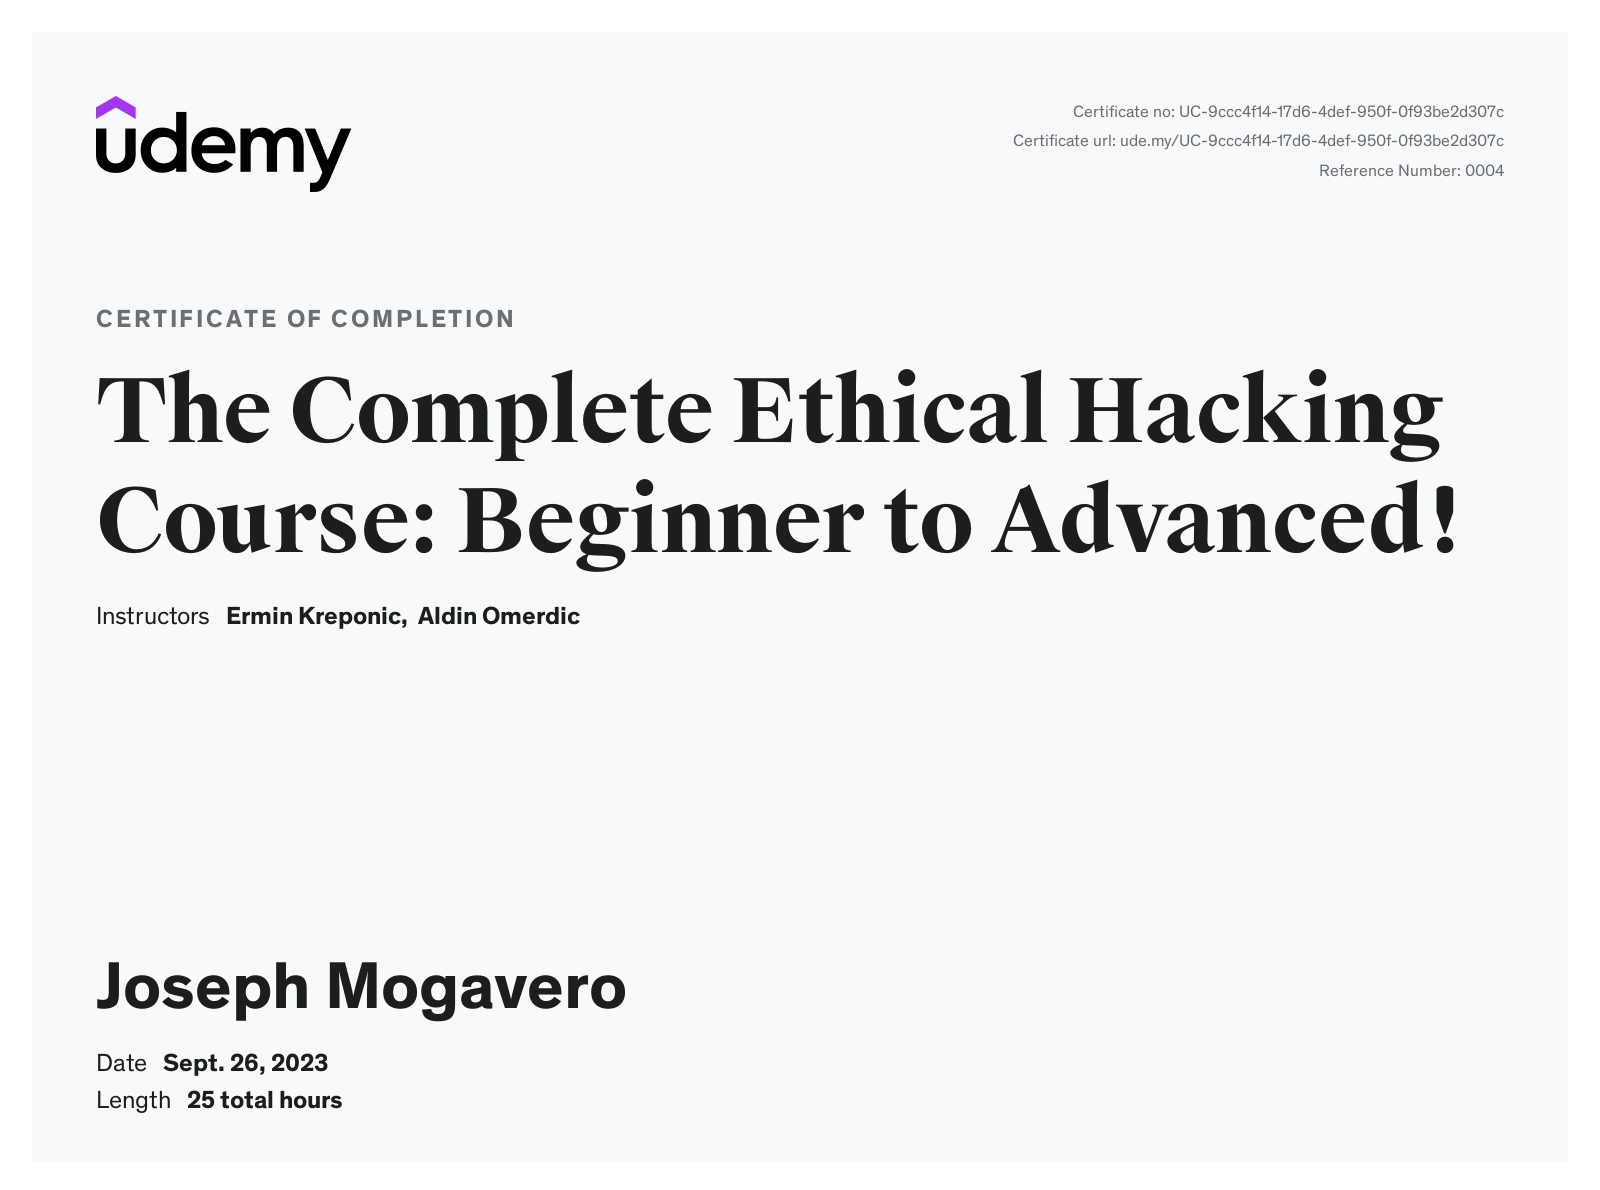 udemy
Certificate no: UC-9ccc4f14-17d6-4def-950f-0f93be2d307c
Certificate url: ude.my/UC-9ccc4f14-17d6-4def-950f-0f93be2d307c
Reference Number: 0004
CERTIFICATE OF COMPLETION
The Complete Ethical Hacking
Course: Beginner to Advanced!
Instructors Ermin Kreponic, Aldin Omerdic
Joseph Mogavero
Date Sept. 26, 2023
Length 25 total hours